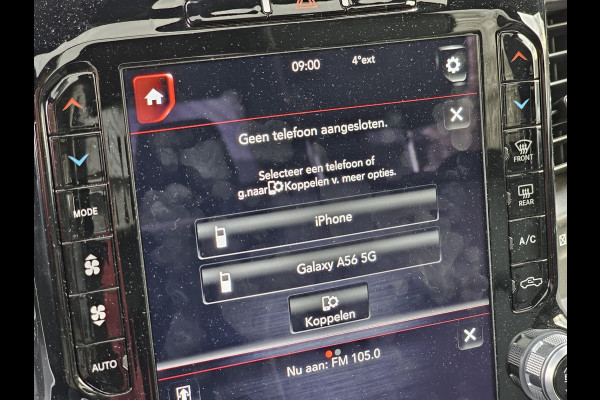 09:00 4°ext
Geen telefoon aangesloten.
Selecteer een telefoon of
g.naar Koppelen v. meer opties.
iPhone
Galaxy A56 5G
Koppelen
Nu aan: FM 105.0
MODE
AUTO
FRONT
REAR
A/C